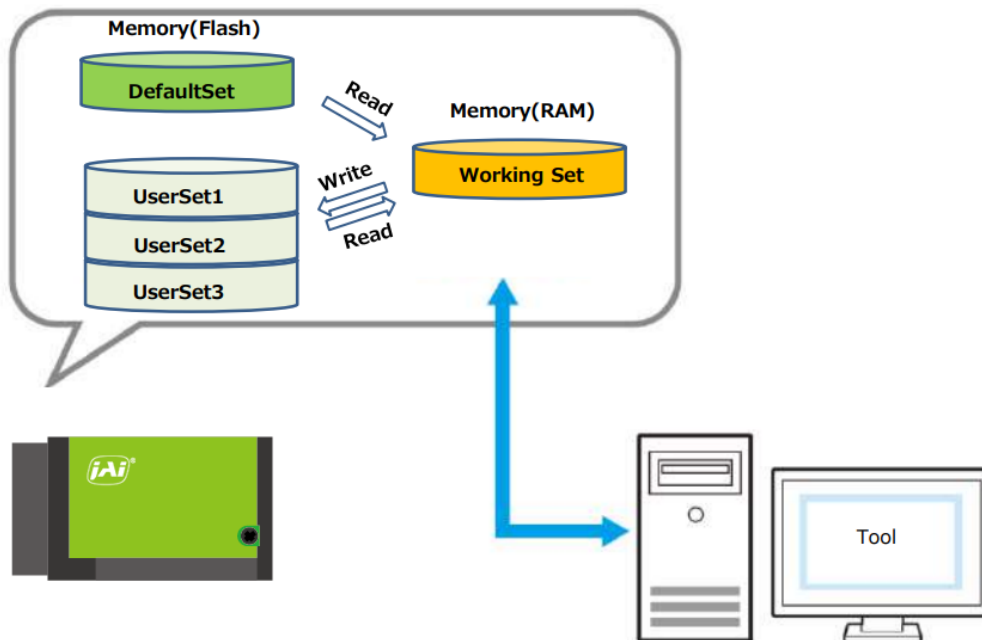 Memory(Flash)
DefaultSet
Read
Memory(RAM)
Working Set
Write
Read
UserSet1
UserSet2
UserSet3
JAi®
Tool